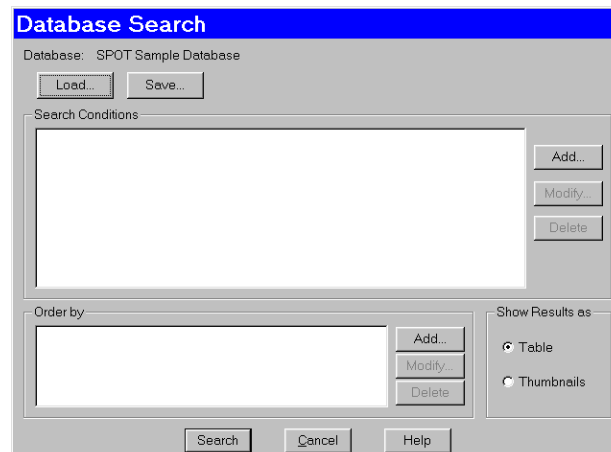 Database Search
Database: SPOT Sample Database
Load... Save...
Search Conditions
Add...
Modify...
Delete
Order by
Add...
Modify...
Delete
Show Results as
Table
Thumbnails
Search Cancel Help